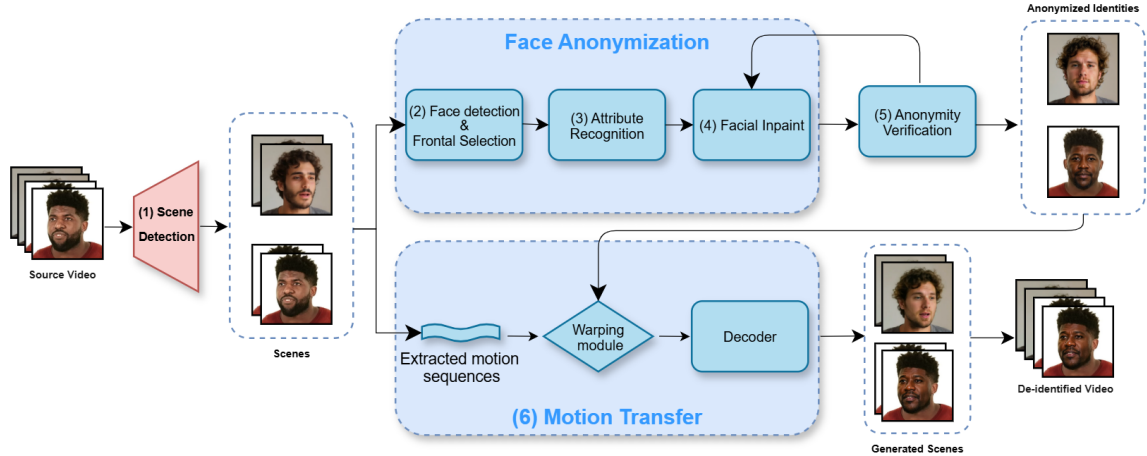 Anonymized Identities
Face Anonymization
(2) Face detection
&
Frontal Selection
(3) Attribute
Recognition
(4) Facial Inpaint
(5) Anonymity
Verification
(1) Scene
Detection
Source Video
Scenes
Extracted motion
sequences
Warping
module
Decoder
(6) Motion Transfer
Generated Scenes
De-identified Video